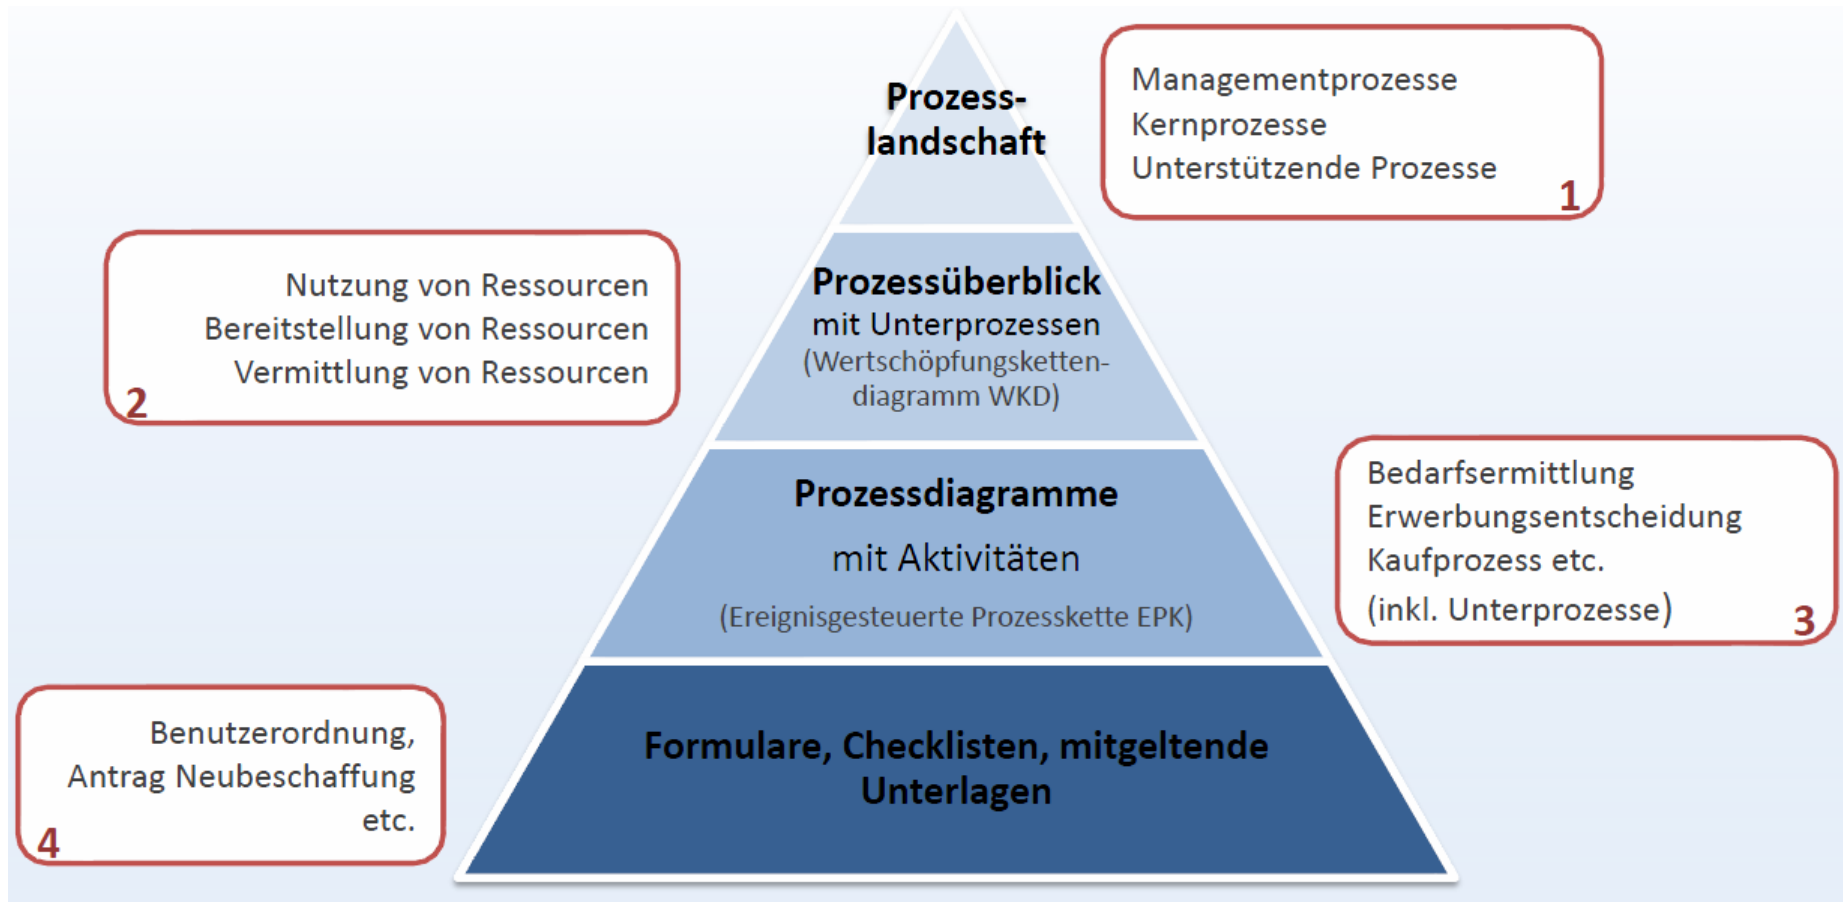 Prozess-
landschaft
Managementprozesse
Kernprozesse
Unterstützende Prozesse
1
Prozessüberblick
mit Unterprozessen
(Wertschöpfungsketten-
diagramm WKD)
Nutzung von Ressourcen
Bereitstellung von Ressourcen
Vermittlung von Ressourcen
2
Prozessdiagramme
mit Aktivitäten
(Ereignisgesteuerte Prozesskette EPK)
Bedarfsermittlung
Erwerbungsentscheidung
Kaufprozess etc.
(inkl. Unterprozesse)
3
Formulare, Checklisten, mitgeltende
Unterlagen
Benutzerordnung,
Antrag Neubeschaffung
etc.
4